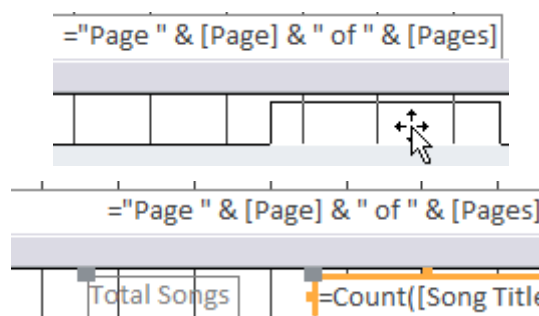 ="Page " & [Page] & " of " & [Pages]
="Page " & [Page] & " of " & [Pages]
Total Songs =Count([Song Title